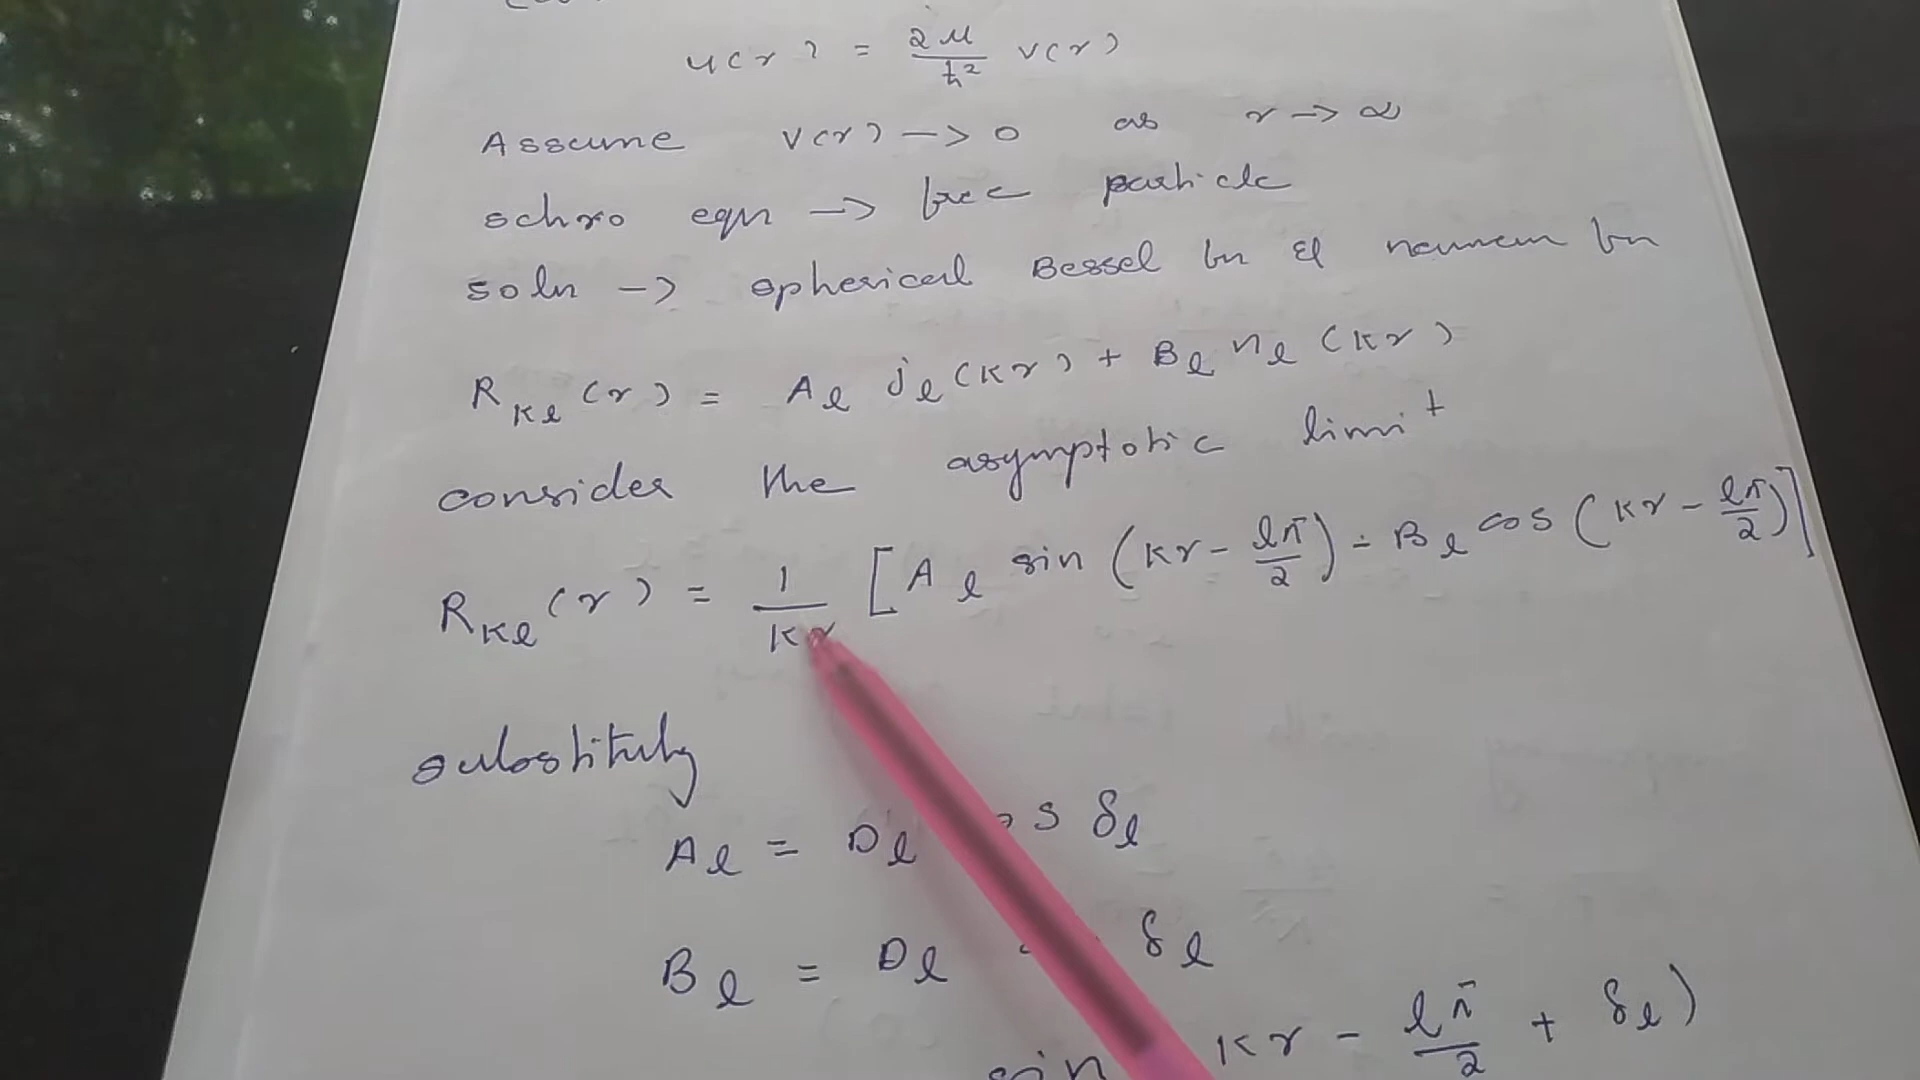 u(r) = 2μ/ħ² v(r)
Assume v(r) → 0 as r → ∞
schro eqn → free particle
soln → spherical Bessel fn & neumann fn
R_kl (r) = A_l j_l (kr) + B_l n_l (kr)
consider the asymptotic limit
R_kl (r) = 1/kr [A_l sin (kr - lπ/2) - B_l cos (kr - lπ/2)]
substituting
A_l = D_l s δ_l
B_l = D_l δ_l
sin kr - lπ/2 + δ_l)